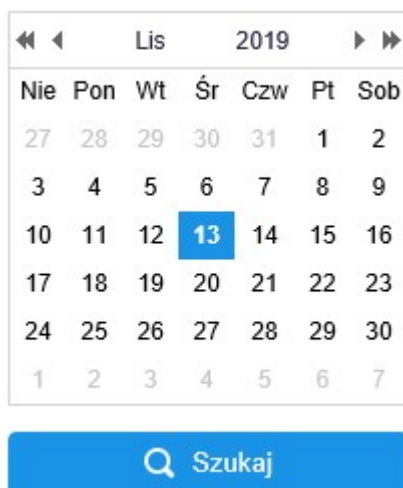 Lis 2019
Nie Pon Wt Śr Czw Pt Sob
27 28 29 30 31 1 2
3 4 5 6 7 8 9
10 11 12 13 14 15 16
17 18 19 20 21 22 23
24 25 26 27 28 29 30
1 2 3 4 5 6 7
Szukaj